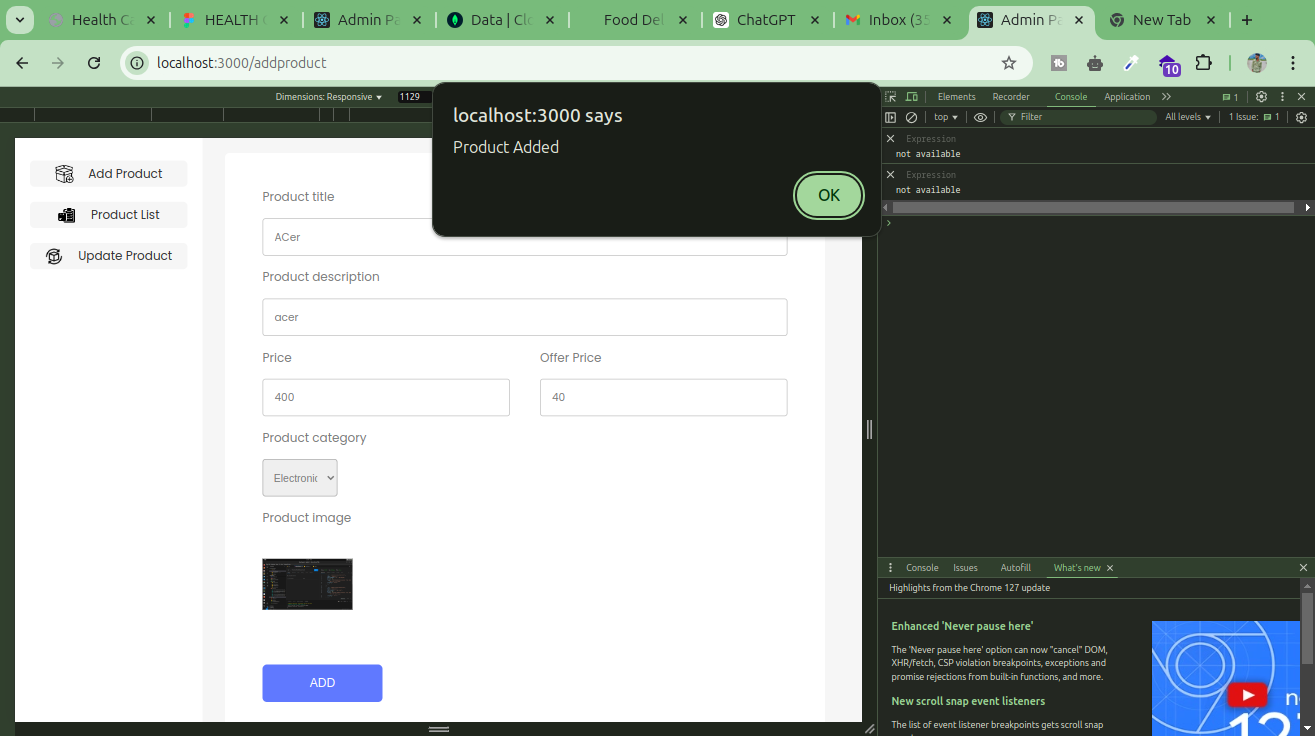 Health Ca
HEALTH C
Admin Pa
Data | Clo
Food Del
ChatGPT
Inbox (35
Admin Pa
New Tab
localhost:3000/addproduct
10
Dimensions: Responsive
1129
Elements
Recorder
Console
Application
1
localhost:3000 says
Product Added
OK
top
Filter
All levels
1 Issue:
1
Expression
not available
Expression
not available
Add Product
Product List
Update Product
Product title
ACer
Product description
acer
Price
Offer Price
400
40
Product category
Electronic
Product image
ADD
Console
Issues
Autofill
What's new
Highlights from the Chrome 127 update
Enhanced 'Never pause here'
The 'Never pause here' option can now "cancel" DOM,
XHR/fetch, CSP violation breakpoints, exceptions and
promise rejections from built-in functions, and more.
New scroll snap event listeners
The list of event listener breakpoints gets scroll snap